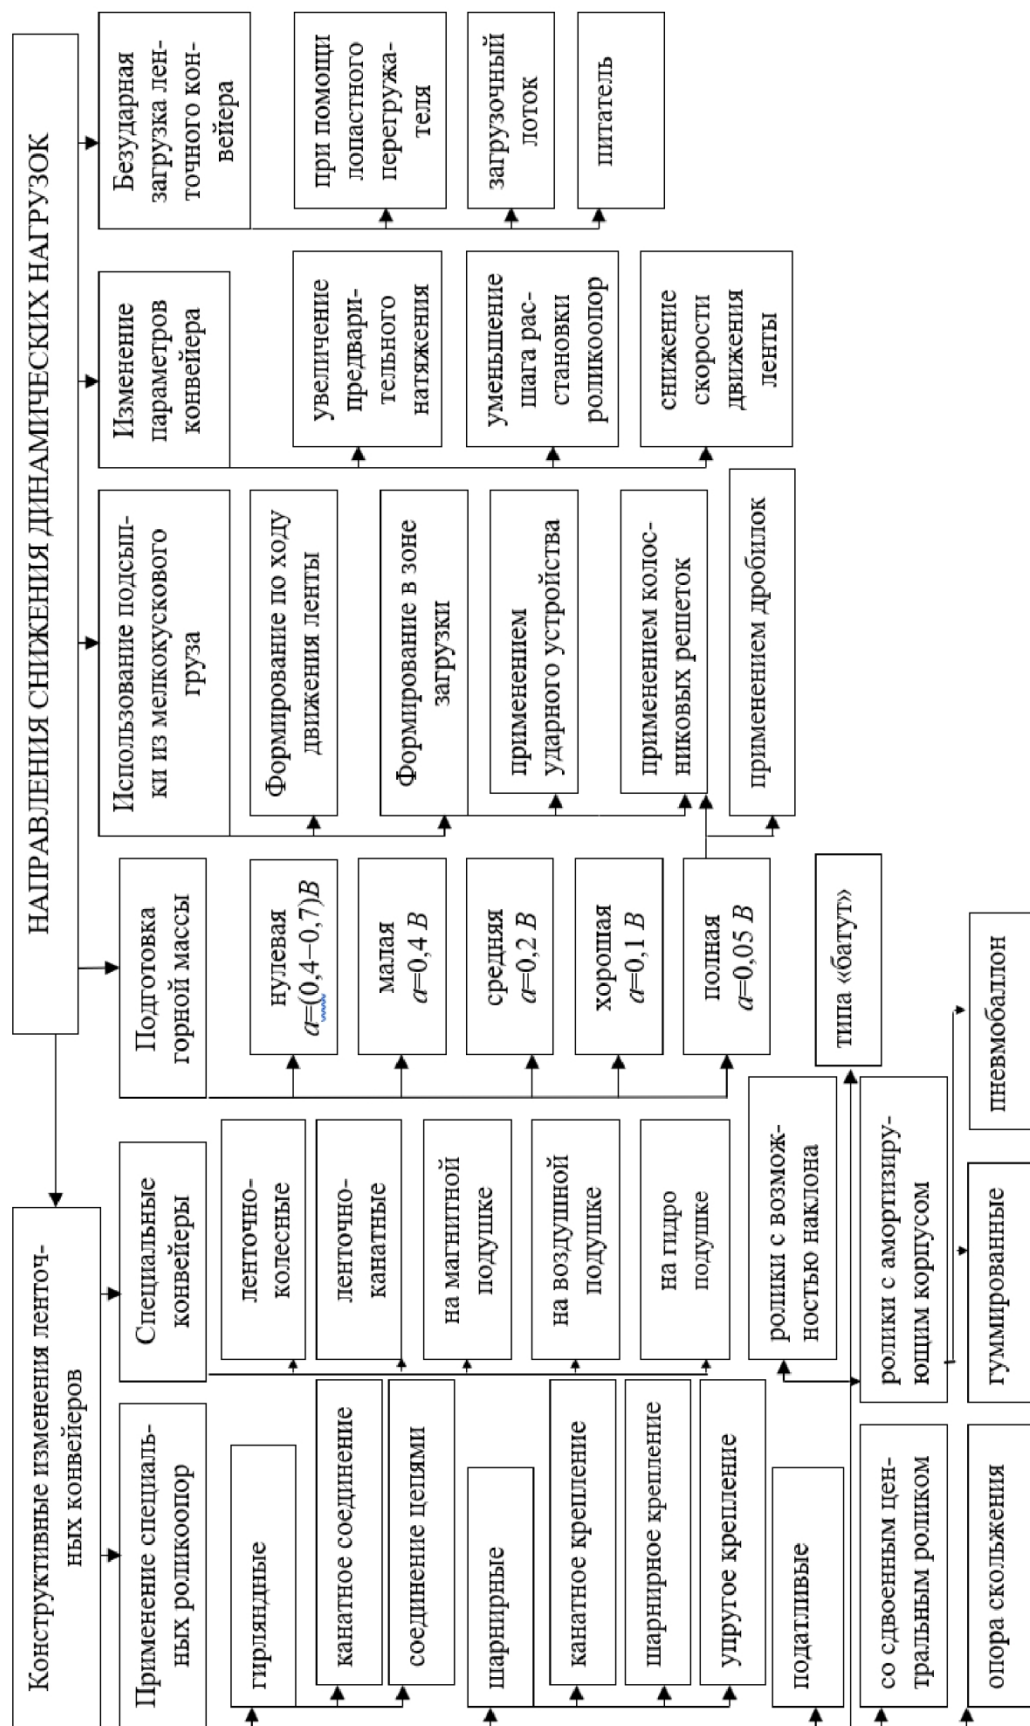 НАПРАВЛЕНИЯ СНИЖЕНИЯ ДИНАМИЧЕСКИХ НАГРУЗОК
Конструктивные изменения ленточ-
ных конвейеров
Применение специаль-
ных роликоопор
гирляндные
канатное соединение
соединение цепями
шарнирные
канатное крепление
шарнирное крепление
упругое крепление
податливые
со сдвоенным цен-
тральным роликом
опора скольжения
Специальные
конвейеры
ленточно-
колесные
ленточно-
канатные
на магнитной
подушке
на воздушной
подушке
на гидро
подушке
ролики с возмож-
ностью наклона
ролики с амортизиру-
ющим корпусом
гуммированные
пневмобаллон
типа «батут»
Подготовка
горной массы
нулевая
a=(0,4–0,7)B
малая
a=0,4 B
средняя
a=0,2 B
хорошая
a=0,1 B
полная
a=0,05 B
Использование подсып-
ки из мелкокускового
груза
Формирование по ходу
движения ленты
Формирование в зоне
загрузки
применением
ударного устройства
применением колос-
никовых решеток
применением дробилок
Изменение
параметров
конвейера
увеличение
предвари-
тельного
натяжения
уменьшение
шага рас-
становки
роликоопор
снижение
скорости
движения
ленты
Безударная
загрузка лен-
точного кон-
вейера
при помощи
лопастного
перегружа-
теля
загрузочный
лоток
питатель